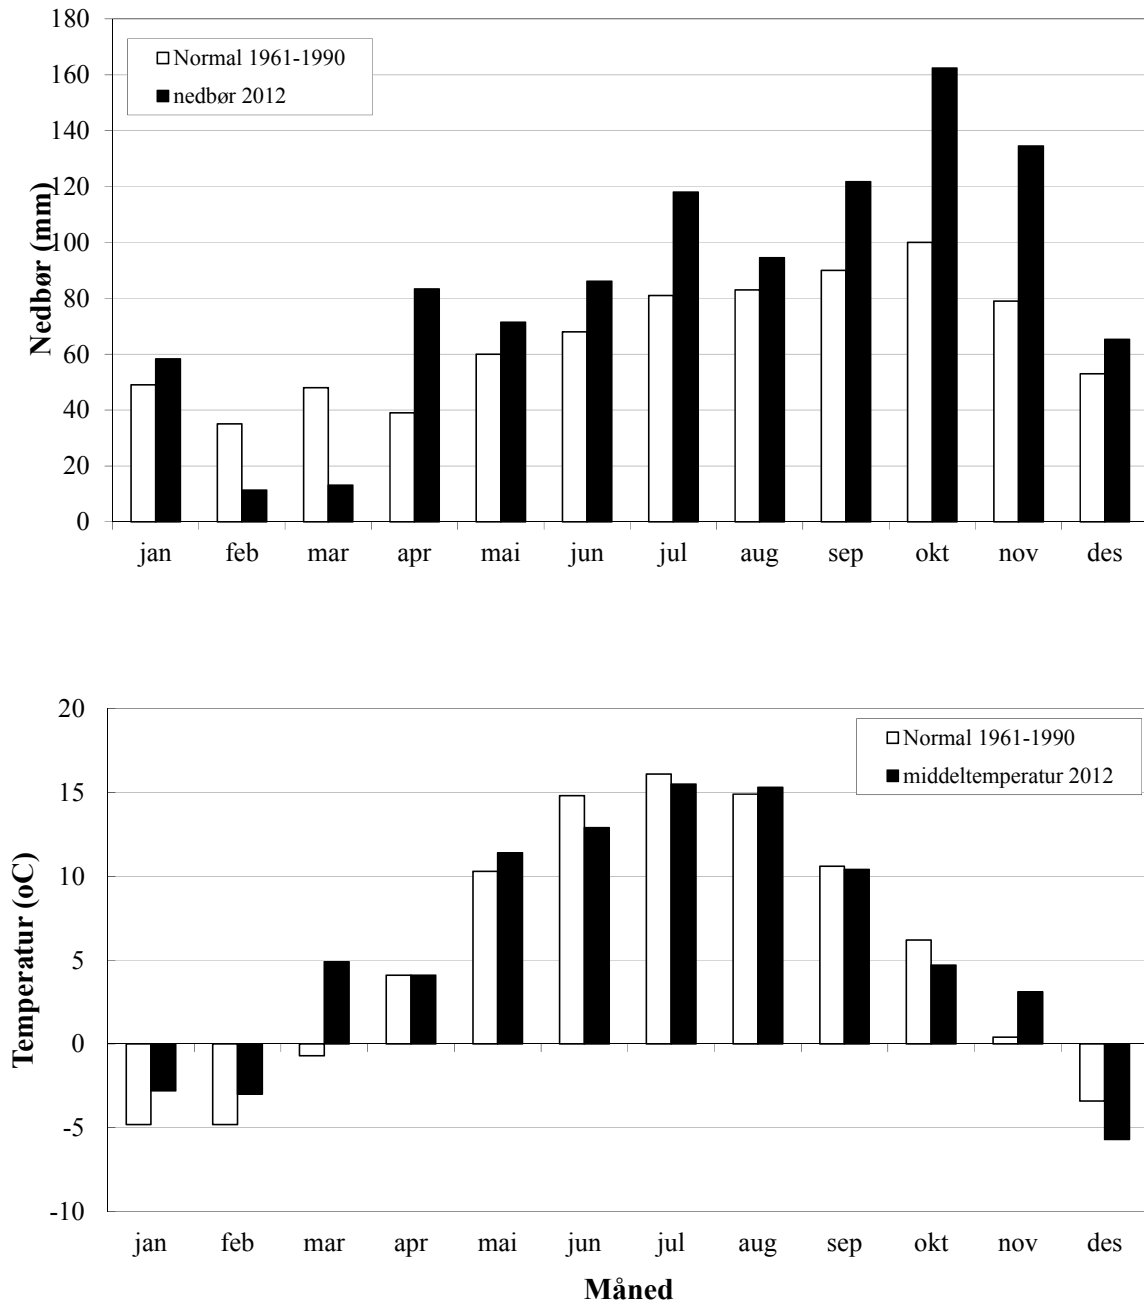 180
160
140
120
100
80
60
40
20
0
Nedbør (mm)
Normal 1961-1990
nedbør 2012
jan feb mar apr mai jun jul aug sep okt nov des
20
15
10
5
0
-5
-10
Temperatur (oC)
Normal 1961-1990
middeltemperatur 2012
jan feb mar apr mai jun jul aug sep okt nov des
Måned